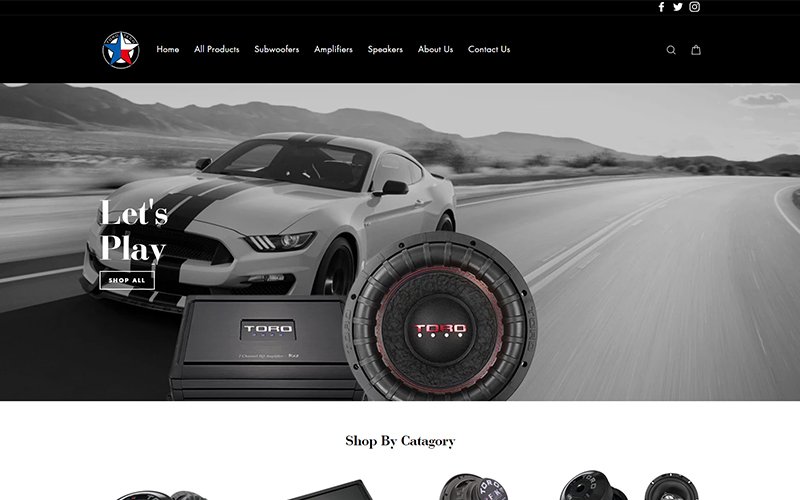 Home All Products Subwoofers Amplifiers Speakers About Us Contact Us
Let's
Play
SHOP ALL
TORO
TORO
Shop By Catagory
TORO